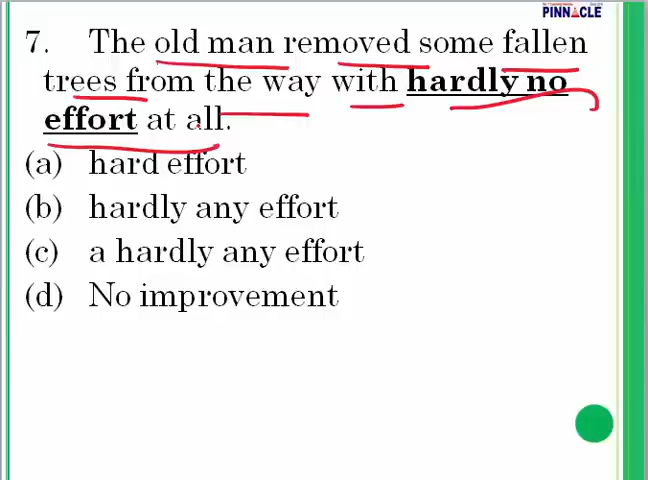 PINNACLE
7. The old man removed some fallen
trees from the way with hardly no
effort at all.
(a) hard effort
(b) hardly any effort
(c) a hardly any effort
(d) No improvement